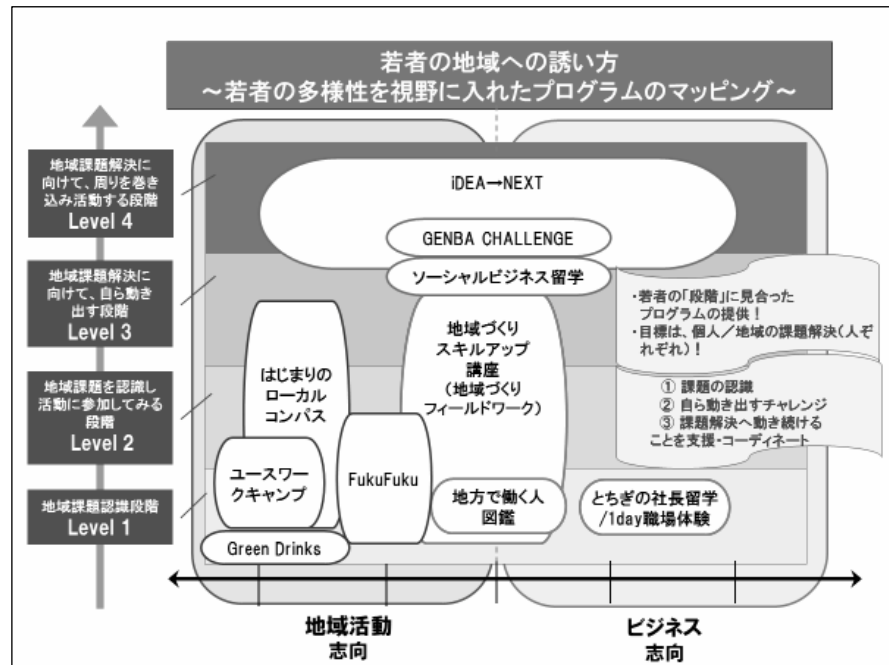 若者の地域への誘い方
～若者の多様性を視野に入れたプログラムのマッピング～
地域課題解決に
向けて、周りを巻き
込み活動する段階
Level 4
地域課題解決に
向けて、自ら動き
出す段階
Level 3
地域課題を認識し
活動に参加してみる
段階
Level 2
地域課題認識段階
Level 1
iDEA→NEXT
GENBA CHALLENGE
ソーシャルビジネス留学
地域づくり
スキルアップ
講座
(地域づくり
フィールドワーク)
はじまりの
ローカル
コンパス
ユースワー
クキャンプ
FukuFuku
地方で働く人
図鑑
とちぎの社長留学
/1day職場体験
Green Drinks
・若者の「段階」に見合った
プログラムの提供！
・目標は、個人／地域の課題解決(人ぞ
れぞれ)！
① 課題の認識
② 自ら動き出すチャレンジ
③ 課題解決へ動き続ける
ことを支援・コーディネート
地域活動
志向
ビジネス
志向